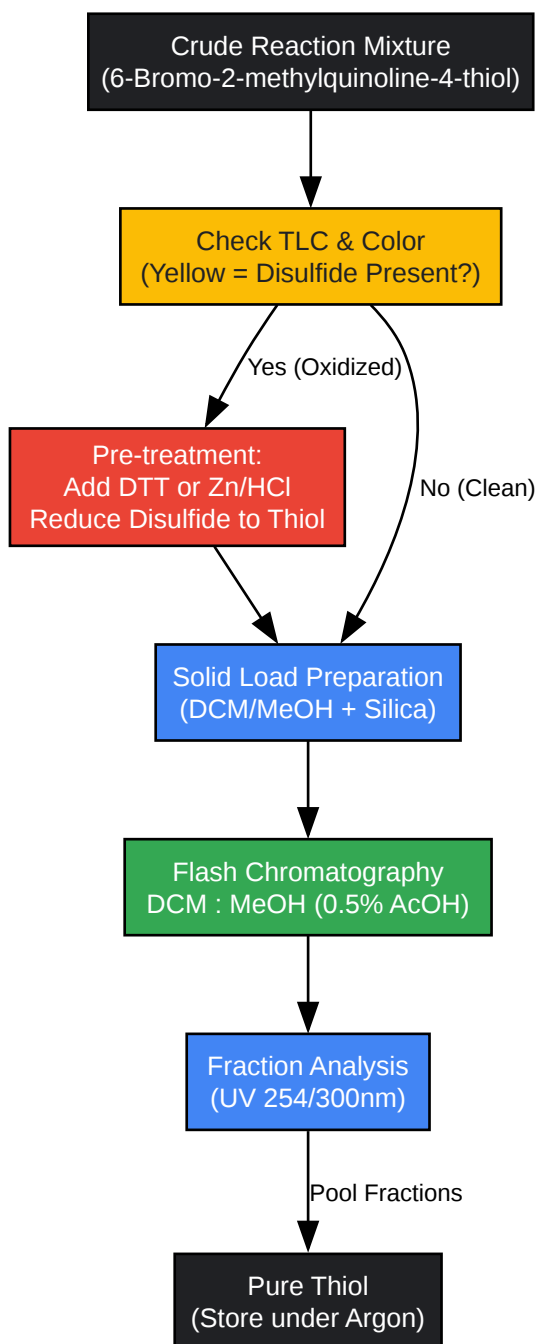 Crude Reaction Mixture
(6-Bromo-2-methylquinoline-4-thiol)
Check TLC & Color
(Yellow = Disulfide Present?)
Yes (Oxidized)
Pre-treatment:
Add DTT or Zn/HCl
Reduce Disulfide to Thiol
No (Clean)
Solid Load Preparation
(DCM/MeOH + Silica)
Flash Chromatography
DCM : MeOH (0.5% AcOH)
Fraction Analysis
(UV 254/300nm)
Pool Fractions
Pure Thiol
(Store under Argon)